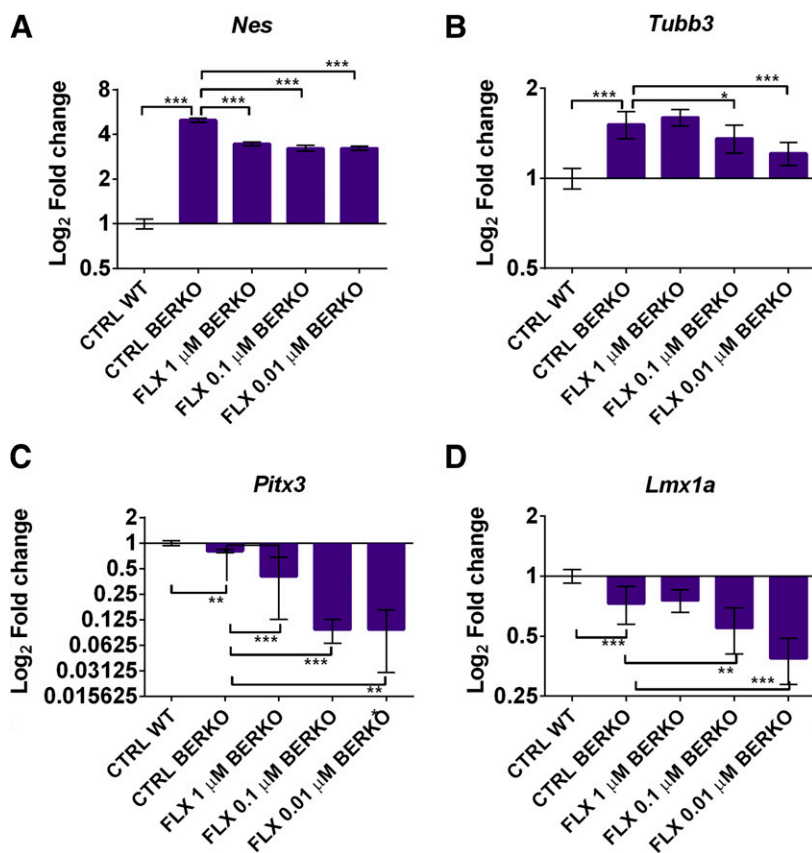 A
Nes
Log₂ Fold change
8
4
2
1
0.5
***
***
***
***
CTRL WT
CTRL BERKO
FLX 1 μM BERKO
FLX 0.1 μM BERKO
FLX 0.01 μM BERKO
B
Tubb3
Log₂ Fold change
2
1
0.5
***
***
*
CTRL WT
CTRL BERKO
FLX 1 μM BERKO
FLX 0.1 μM BERKO
FLX 0.01 μM BERKO
C
Pitx3
Log₂ Fold change
2
1
0.5
0.25
0.125
0.0625
0.03125
0.015625
**
***
***
**
*
CTRL WT
CTRL BERKO
FLX 1 μM BERKO
FLX 0.1 μM BERKO
FLX 0.01 μM BERKO
D
Lmx1a
Log₂ Fold change
2
1
0.5
0.25
***
**
***
CTRL WT
CTRL BERKO
FLX 1 μM BERKO
FLX 0.1 μM BERKO
FLX 0.01 μM BERKO